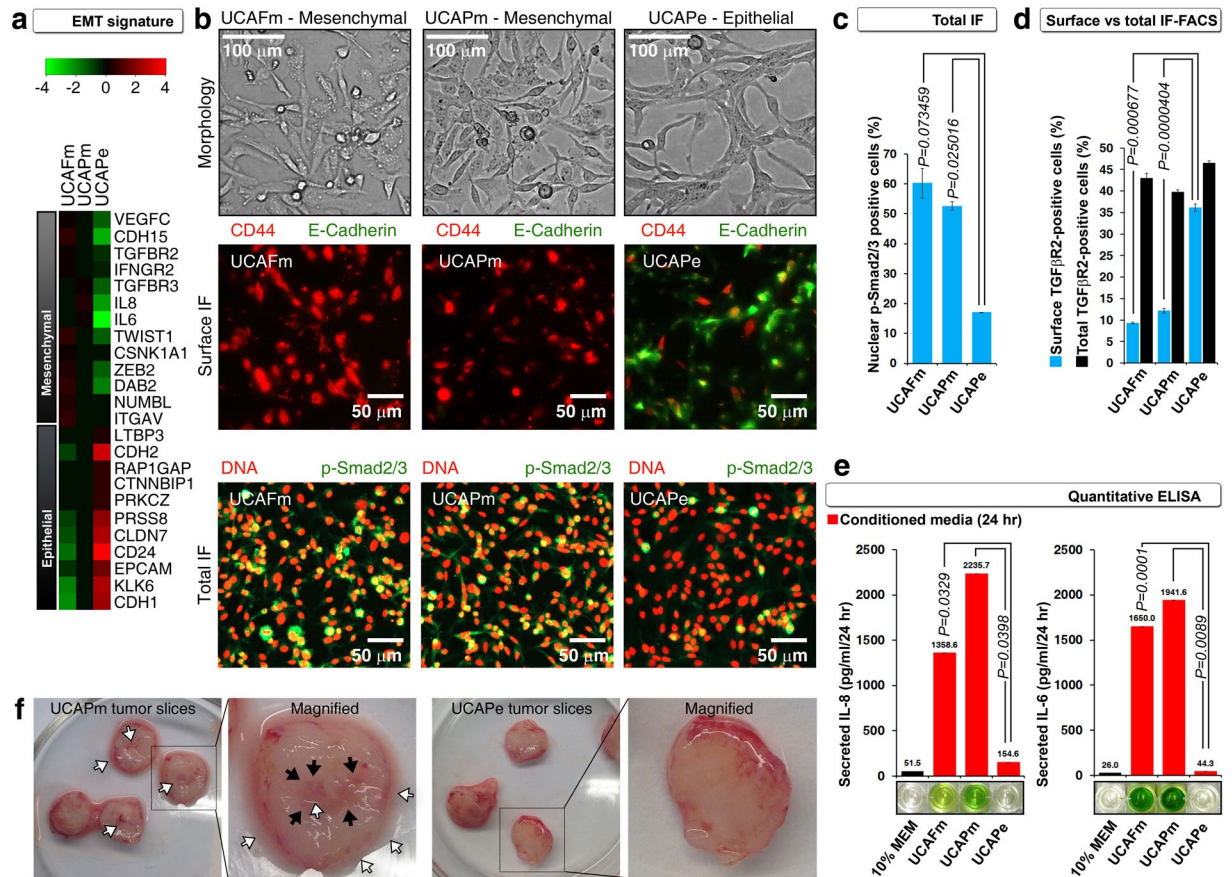 a
EMT signature
-4
-2
0
2
4
UCAFm
UCAPm
UCAPe
Mesenchymal
Epithelial
VEGFC
CDH15
TGFBR2
IFNGR2
TGFBR3
IL8
IL6
TWIST1
CSNK1A1
ZEB2
DAB2
NUMBL
ITGAV
LTBP3
CDH2
RAP1GAP
CTNNBIP1
PRKCZ
PRSS8
CLDN7
CD24
EPCAM
KLK6
CDH1
b
UCAFm - Mesenchymal
UCAPm - Mesenchymal
UCAPe - Epithelial
Morphology
100 μm
100 μm
100 μm
Surface IF
CD44 E-Cadherin
CD44 E-Cadherin
CD44 E-Cadherin
UCAFm
UCAPm
UCAPe
50 μm
50 μm
50 μm
Total IF
DNA p-Smad2/3
DNA p-Smad2/3
DNA p-Smad2/3
UCAFm
UCAPm
UCAPe
50 μm
50 μm
50 μm
c
Total IF
Nuclear p-Smad2/3 positive cells (%)
P=0.073459
P=0.025016
70
60
50
40
30
20
10
0
UCAFm
UCAPm
UCAPe
d
Surface vs total IF-FACS
Surface TGFβR2-positive cells (%)
Total TGFβR2-positive cells (%)
P=0.000677
P=0.0000404
50
45
40
35
30
25
20
15
10
5
0
UCAFm
UCAPm
UCAPe
e
Quantitative ELISA
Conditioned media (24 hr)
Secreted IL-8 (pg/ml/24 hr)
2500
2000
1500
1000
500
0
51.5
1358.6
2235.7
154.6
P=0.0329
P=0.0398
10% MEM
UCAFm
UCAPm
UCAPe
Secreted IL-6 (pg/ml/24 hr)
2500
2000
1500
1000
500
0
26.0
1650.0
1941.6
44.3
P=0.0001
P=0.0089
10% MEM
UCAFm
UCAPm
UCAPe
f
UCAPm tumor slices
Magnified
UCAPe tumor slices
Magnified